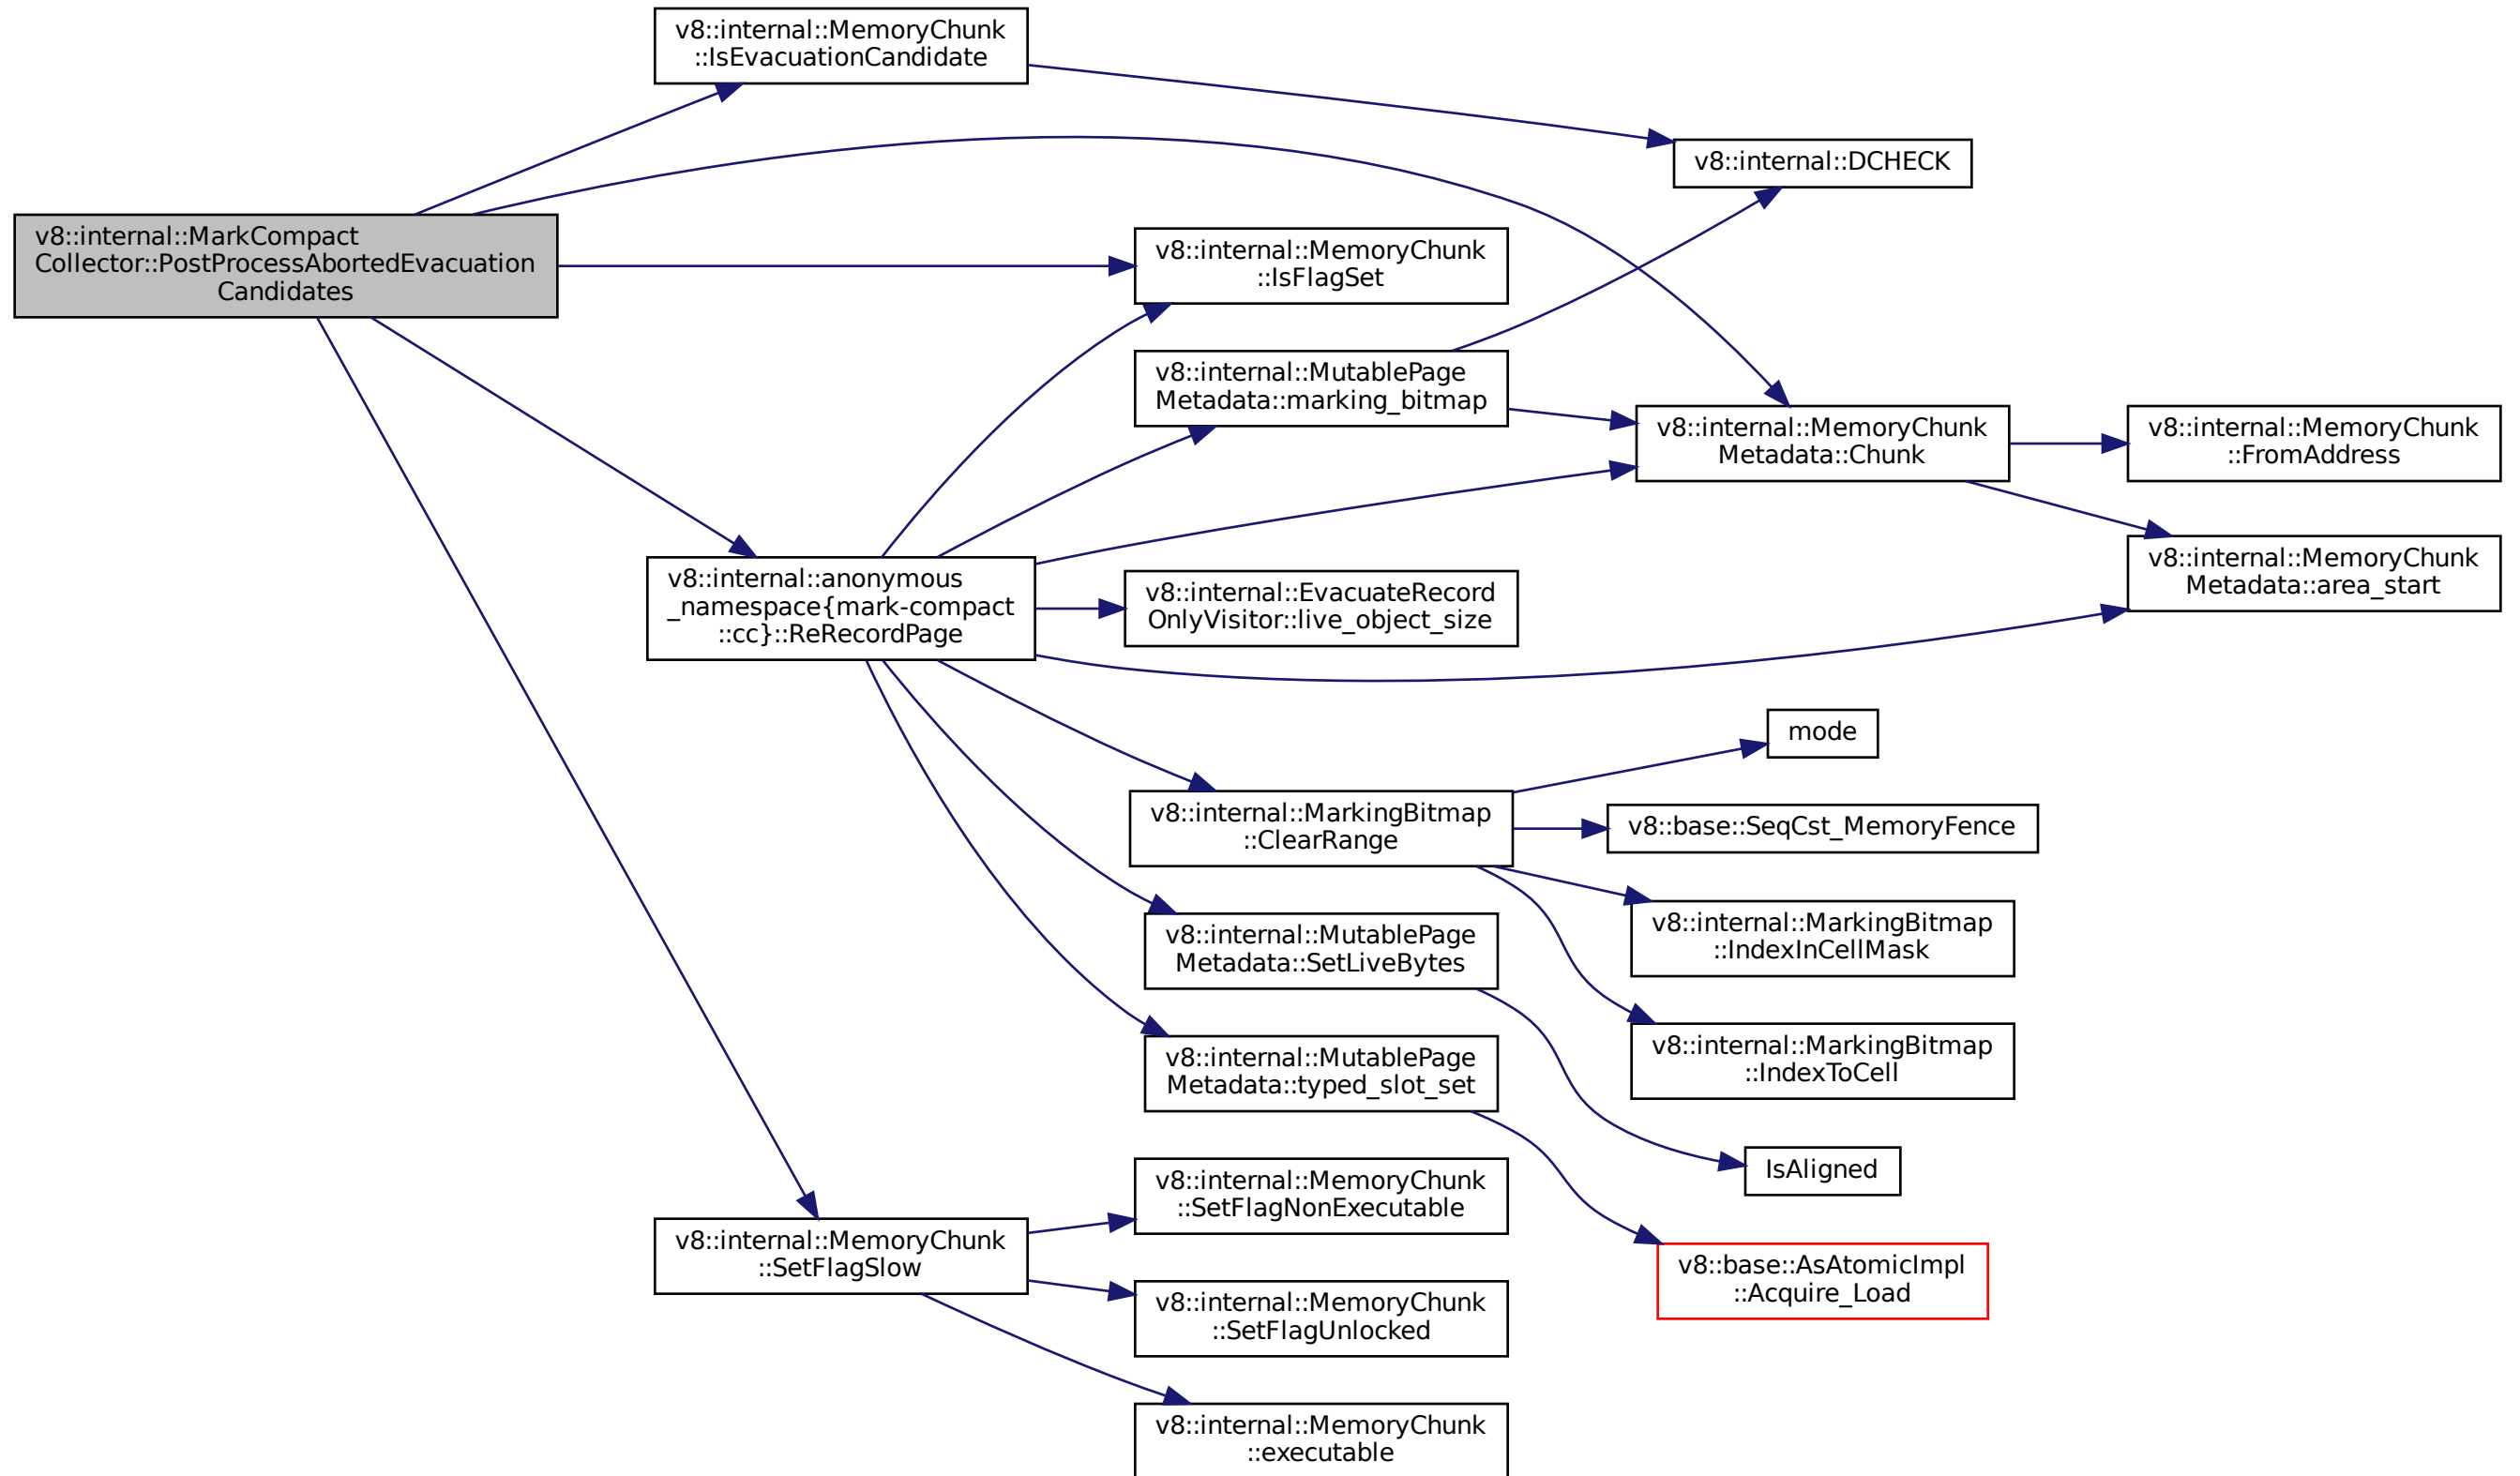 v8::internal::MemoryChunk
::IsEvacuationCandidate
v8::internal::DCHECK
v8::internal::MarkCompact
Collector::PostProcessAbortedEvacuation
Candidates
v8::internal::MemoryChunk
::IsFlagSet
v8::internal::MutablePage
Metadata::marking_bitmap
v8::internal::MemoryChunk
Metadata::Chunk
v8::internal::MemoryChunk
::FromAddress
v8::internal::MemoryChunk
Metadata::area_start
v8::internal::anonymous
_namespace{mark-compact
::cc}::ReRecordPage
v8::internal::EvacuateRecord
OnlyVisitor::live_object_size
mode
v8::internal::MarkingBitmap
::ClearRange
v8::base::SeqCst_MemoryFence
v8::internal::MarkingBitmap
::IndexInCellMask
v8::internal::MutablePage
Metadata::SetLiveBytes
v8::internal::MarkingBitmap
::IndexToCell
v8::internal::MutablePage
Metadata::typed_slot_set
IsAligned
v8::internal::MemoryChunk
::SetFlagNonExecutable
v8::internal::MemoryChunk
::SetFlagSlow
v8::base::AsAtomicImpl
::Acquire_Load
v8::internal::MemoryChunk
::SetFlagUnlocked
v8::internal::MemoryChunk
::executable